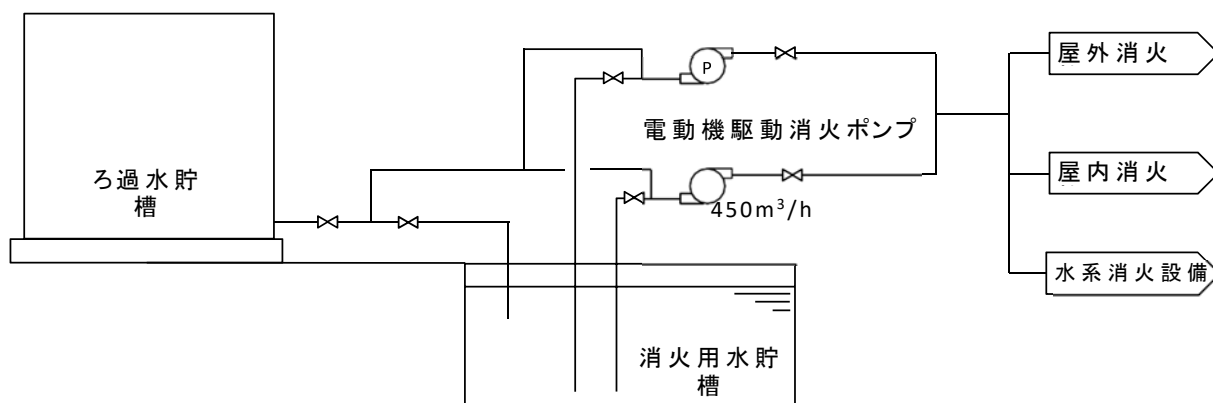 屋外消火
P
電動機駆動消火ポンプ
ろ過水貯
槽
屋内消火
450m³/h
水系消火設備
消火用水貯
槽